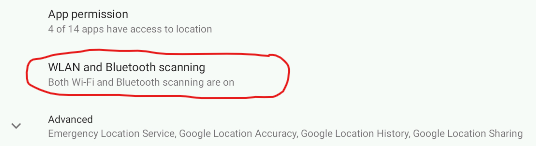 App permission
4 of 14 apps have access to location
WLAN and Bluetooth scanning
Both Wi-Fi and Bluetooth scanning are on
Advanced
Emergency Location Service, Google Location Accuracy, Google Location History, Google Location Sharing